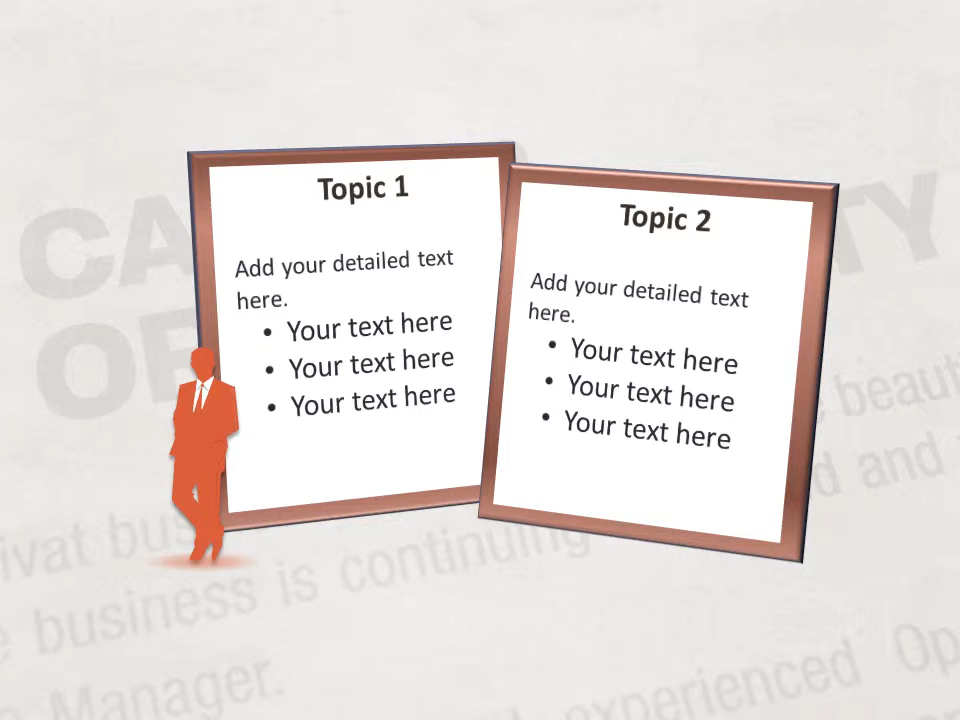 Topic 1
Add your detailed text
here.
• Your text here
• Your text here
• Your text here
Topic 2
Add your detailed text
here.
• Your text here
• Your text here
• Your text here
business is continuing
Manager.
experienced
and